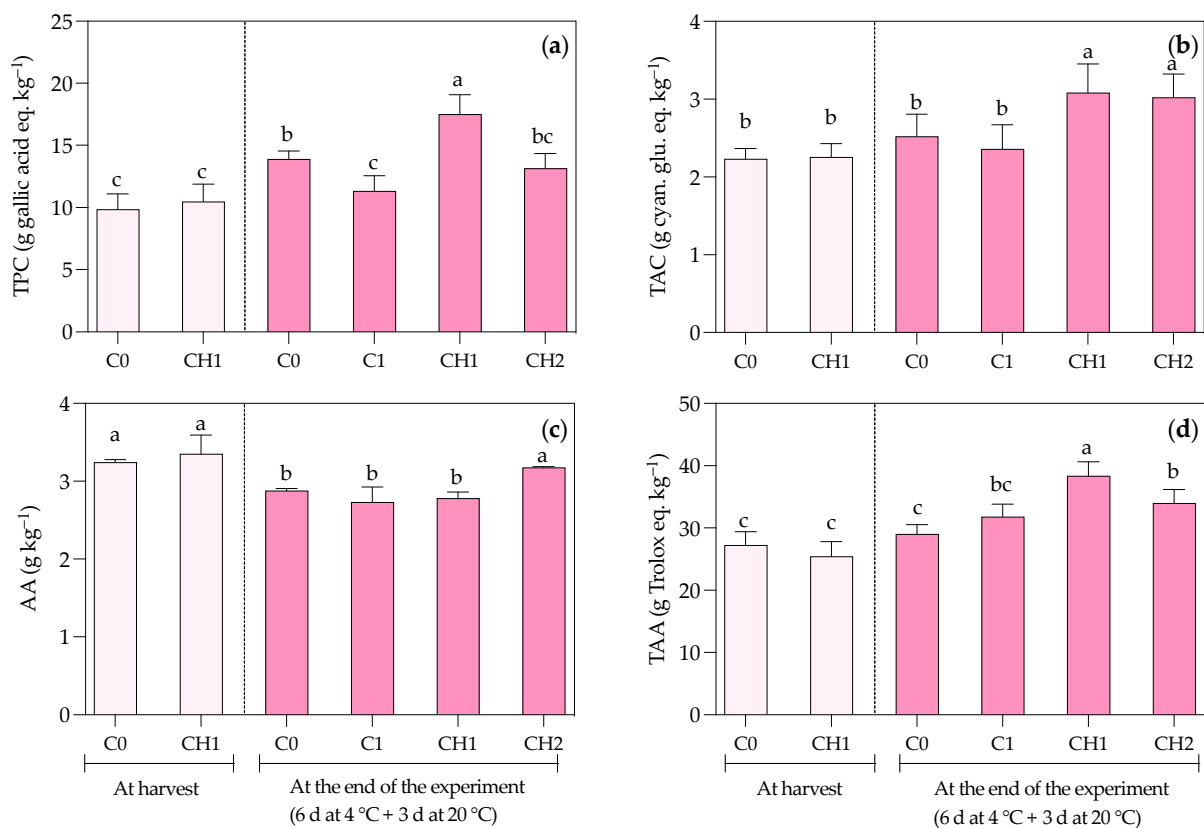 25
20
15
10
5
0
TPC (g gallic acid eq. kg⁻¹)
(a)
c
c
b
c
a
bc
C0
CH1
C0
C1
CH1
CH2
4
3
2
1
0
TAC (g cyan. glu. eq. kg⁻¹)
(b)
b
b
b
b
a
a
C0
CH1
C0
C1
CH1
CH2
4
3
2
1
0
AA (g kg⁻¹)
(c)
a
a
b
b
b
a
C0
CH1
C0
C1
CH1
CH2
At harvest
At the end of the experiment
(6 d at 4 °C + 3 d at 20 °C)
50
40
30
20
10
0
TAA (g Trolox eq. kg⁻¹)
(d)
c
c
c
bc
a
b
C0
CH1
C0
C1
CH1
CH2
At harvest
At the end of the experiment
(6 d at 4 °C + 3 d at 20 °C)